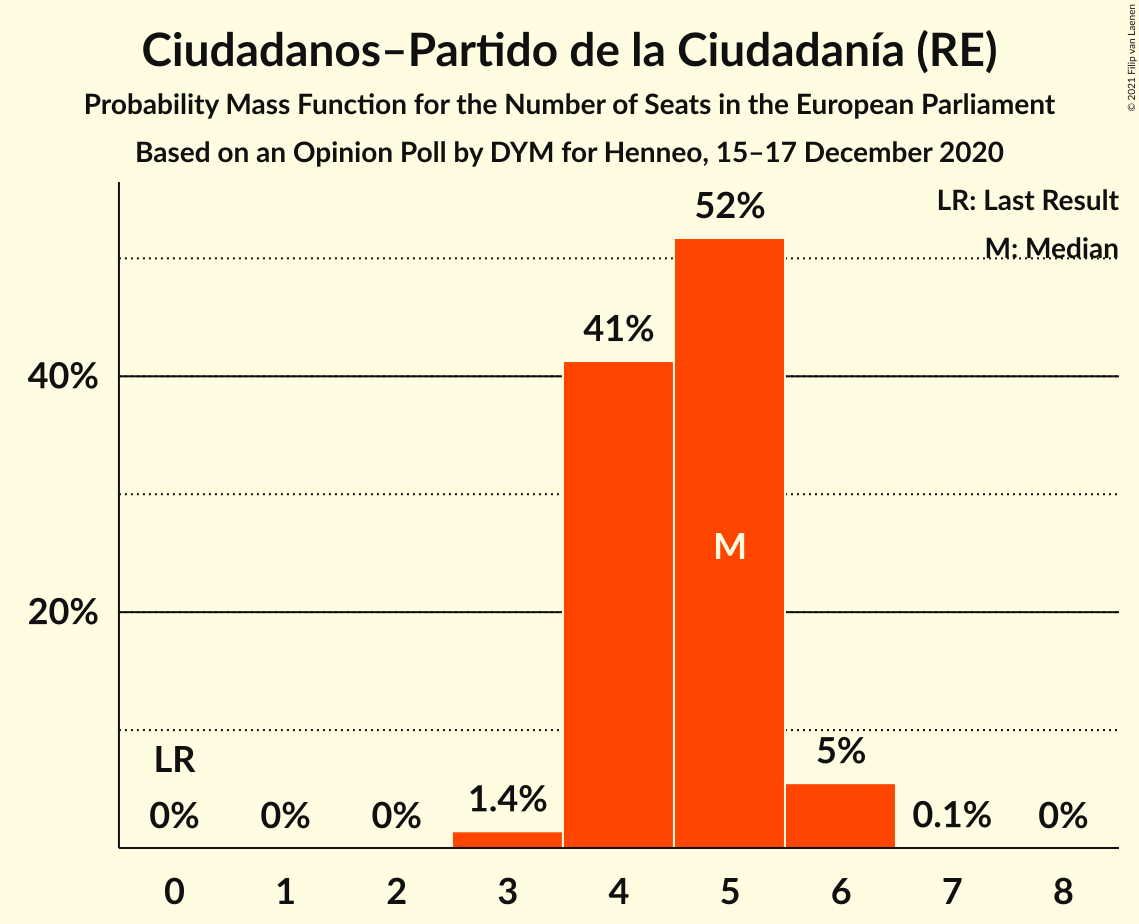 Ciudadanos–Partido de la Ciudadanía (RE)
Probability Mass Function for the Number of Seats in the European Parliament
Based on an Opinion Poll by DYM for Henneo, 15–17 December 2020
© 2021 Filip van Laenen
LR: Last Result
M: Median
52%
41%
40%
M
20%
LR
5%
0% 0% 0% 1.4% 0.1% 0%
0 1 2 3 4 5 6 7 8